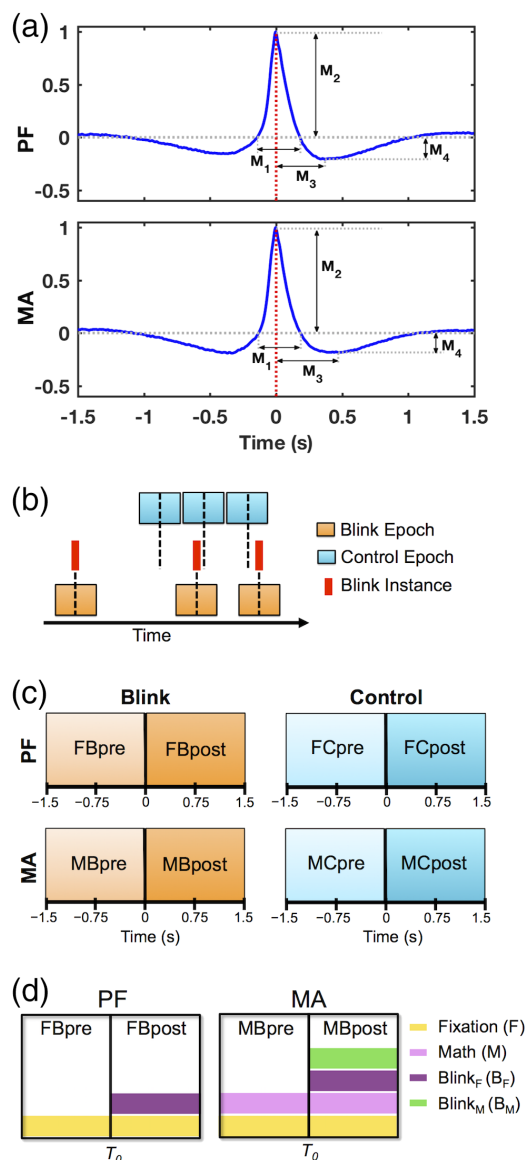 (a)
1
0.5
0
-0.5
PF
M2
M1
M3
M4
1
0.5
0
-0.5
MA
M2
M1
M3
M4
-1.5 -1 -0.5 0 0.5 1 1.5
Time (s)
(b)
Blink Epoch
Control Epoch
Blink Instance
Time
(c)
Blink Control
PF
FBpre FBpost FCpre FCpost
−1.5 −0.75 0 0.75 1.5 −1.5 −0.75 0 0.75 1.5
MA
MBpre MBpost MCpre MCpost
−1.5 −0.75 0 0.75 1.5 −1.5 −0.75 0 0.75 1.5
Time (s) Time (s)
(d)
PF MA
FBpre FBpost MBpre MBpost
Fixation (F)
Math (M)
BlinkF (BF)
BlinkM (BM)
T0 T0